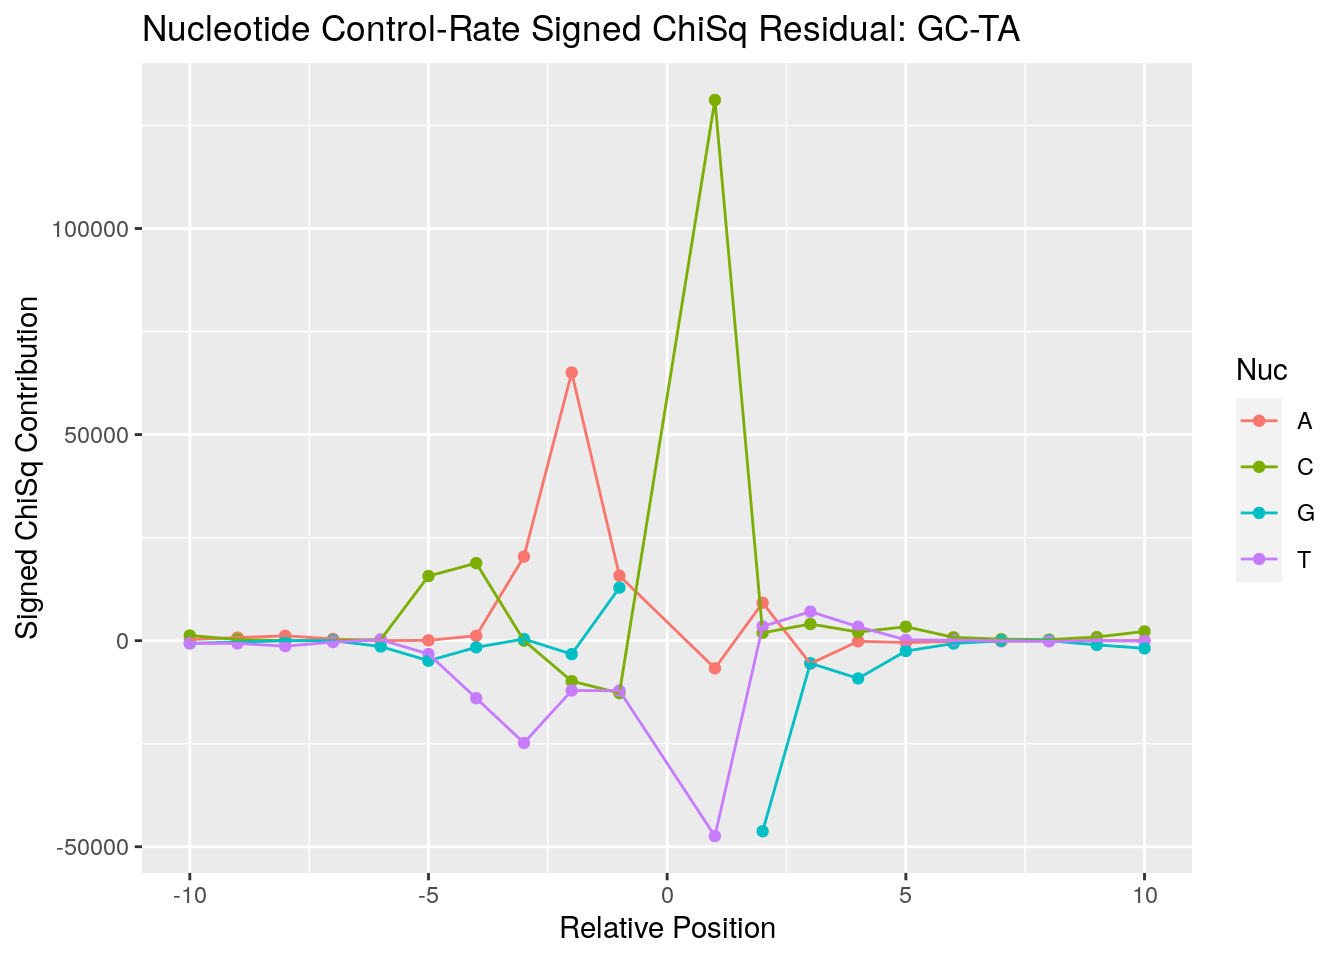 Nucleotide Control-Rate Signed ChiSq Residual: GC-TA
Signed ChiSq Contribution
100000
50000
0
-50000
-10
-5
0
5
10
Relative Position
Nuc
A
C
G
T